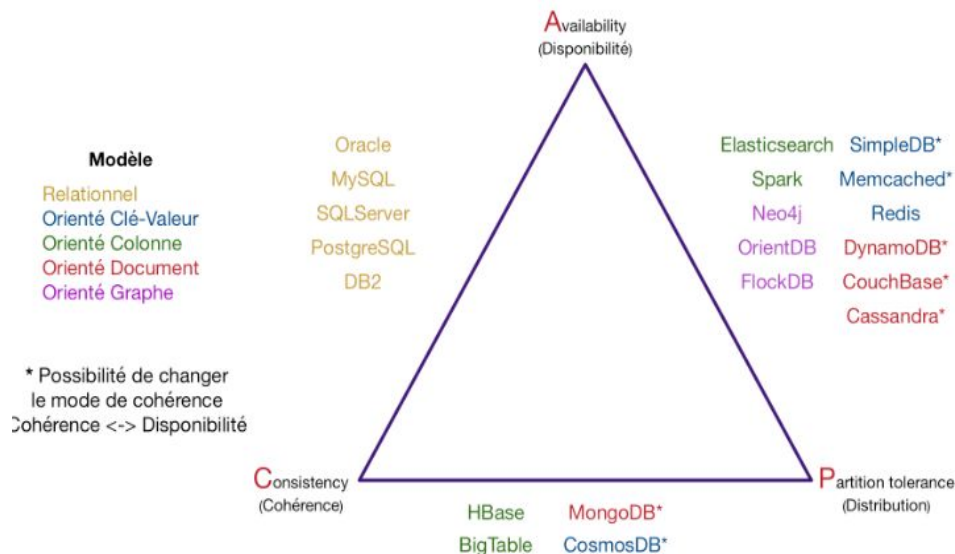 Availability
(Disponibilité)
Modèle
Relationnel
Orienté Clé-Valeur
Orienté Colonne
Orienté Document
Orienté Graphe
* Possibilité de changer
le mode de cohérence
Cohérence <-> Disponibilité
Oracle
MySQL
SQLServer
PostgreSQL
DB2
Elasticsearch SimpleDB*
Spark Memcached*
Neo4j Redis
OrientDB DynamoDB*
FlockDB CouchBase*
Cassandra*
Consistency
(Cohérence)
Partition tolerance
(Distribution)
HBase MongoDB*
BigTable CosmosDB*